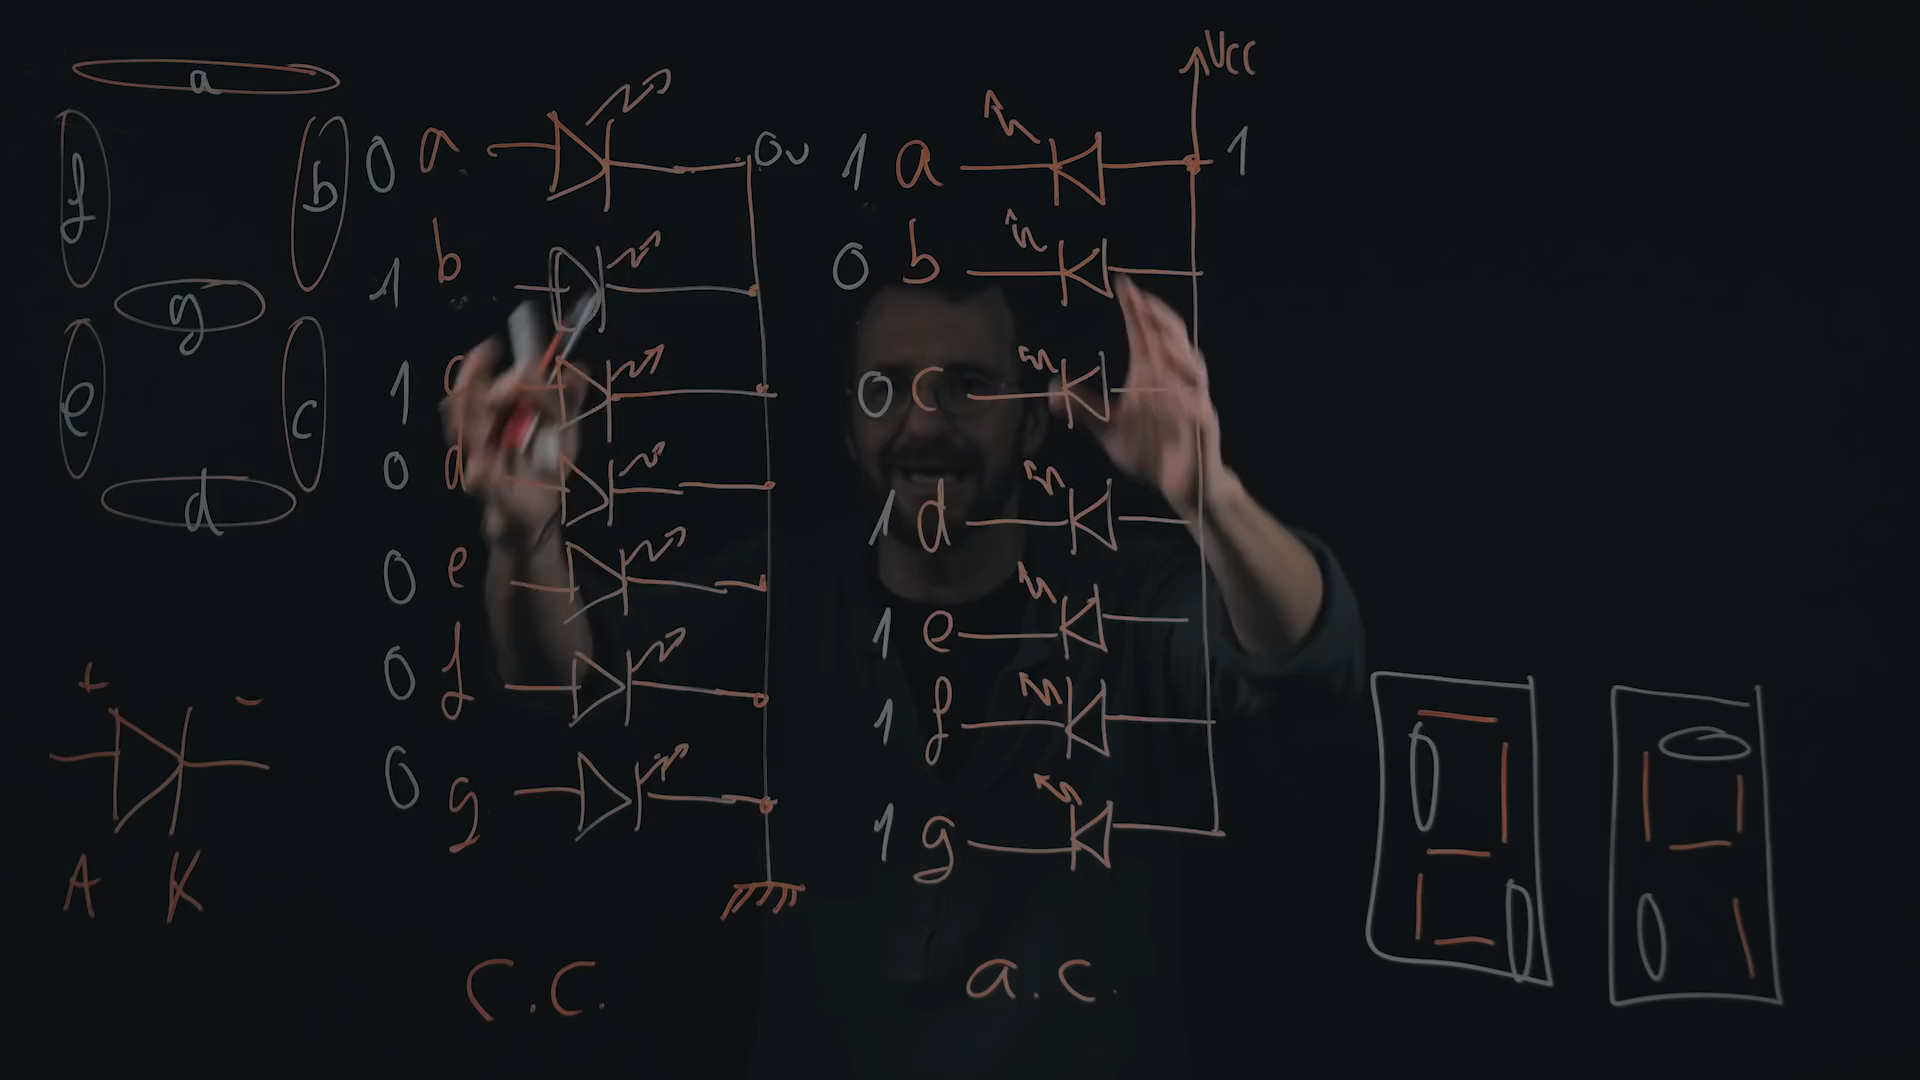 a
f
b
g
e
c
d
+ -
A K
0 a
1 b
1
0 d
0 e
0 f
0 g
0v
c.c.
Vcc
1 a 1
0 b
0 c
1 d
1 e
1 f
1 g
a.c.